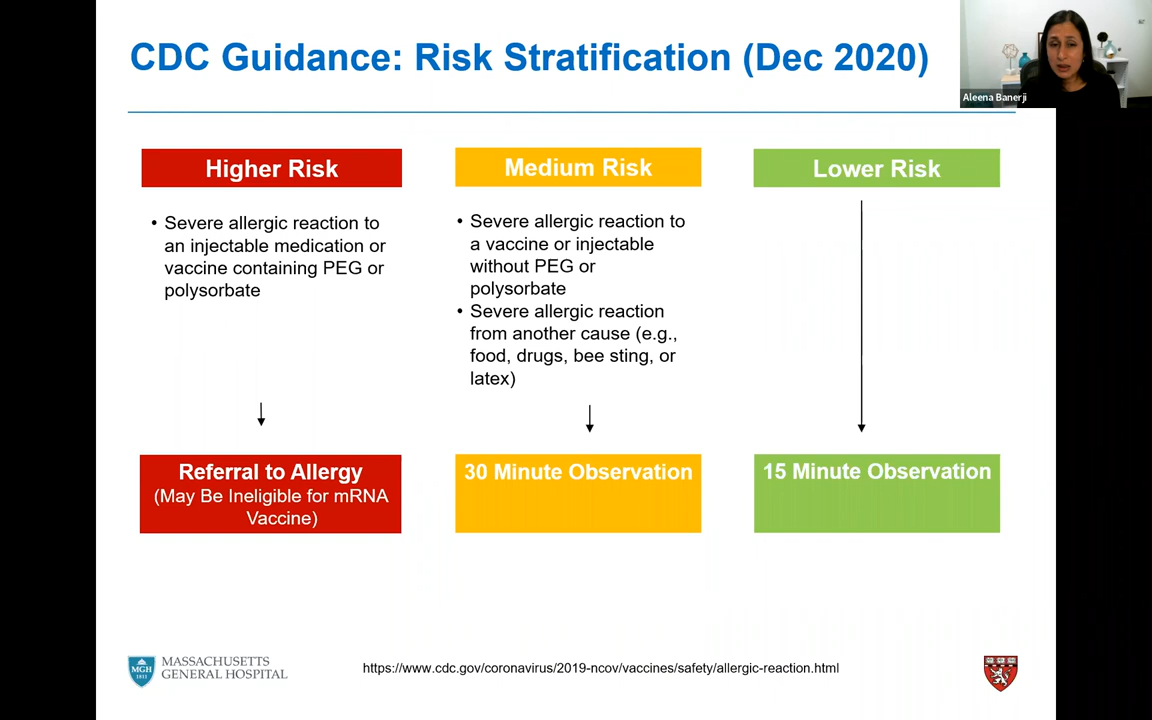 CDC Guidance: Risk Stratification (Dec 2020)
Aleena Banerji
Higher Risk
• Severe allergic reaction to
an injectable medication or
vaccine containing PEG or
polysorbate
Referral to Allergy
(May Be Ineligible for mRNA
Vaccine)
Medium Risk
• Severe allergic reaction to
a vaccine or injectable
without PEG or
polysorbate
• Severe allergic reaction
from another cause (e.g.,
food, drugs, bee sting, or
latex)
30 Minute Observation
Lower Risk
15 Minute Observation
MGH
1811
MASSACHUSETTS
GENERAL HOSPITAL
https://www.cdc.gov/coronavirus/2019-ncov/vaccines/safety/allergic-reaction.html